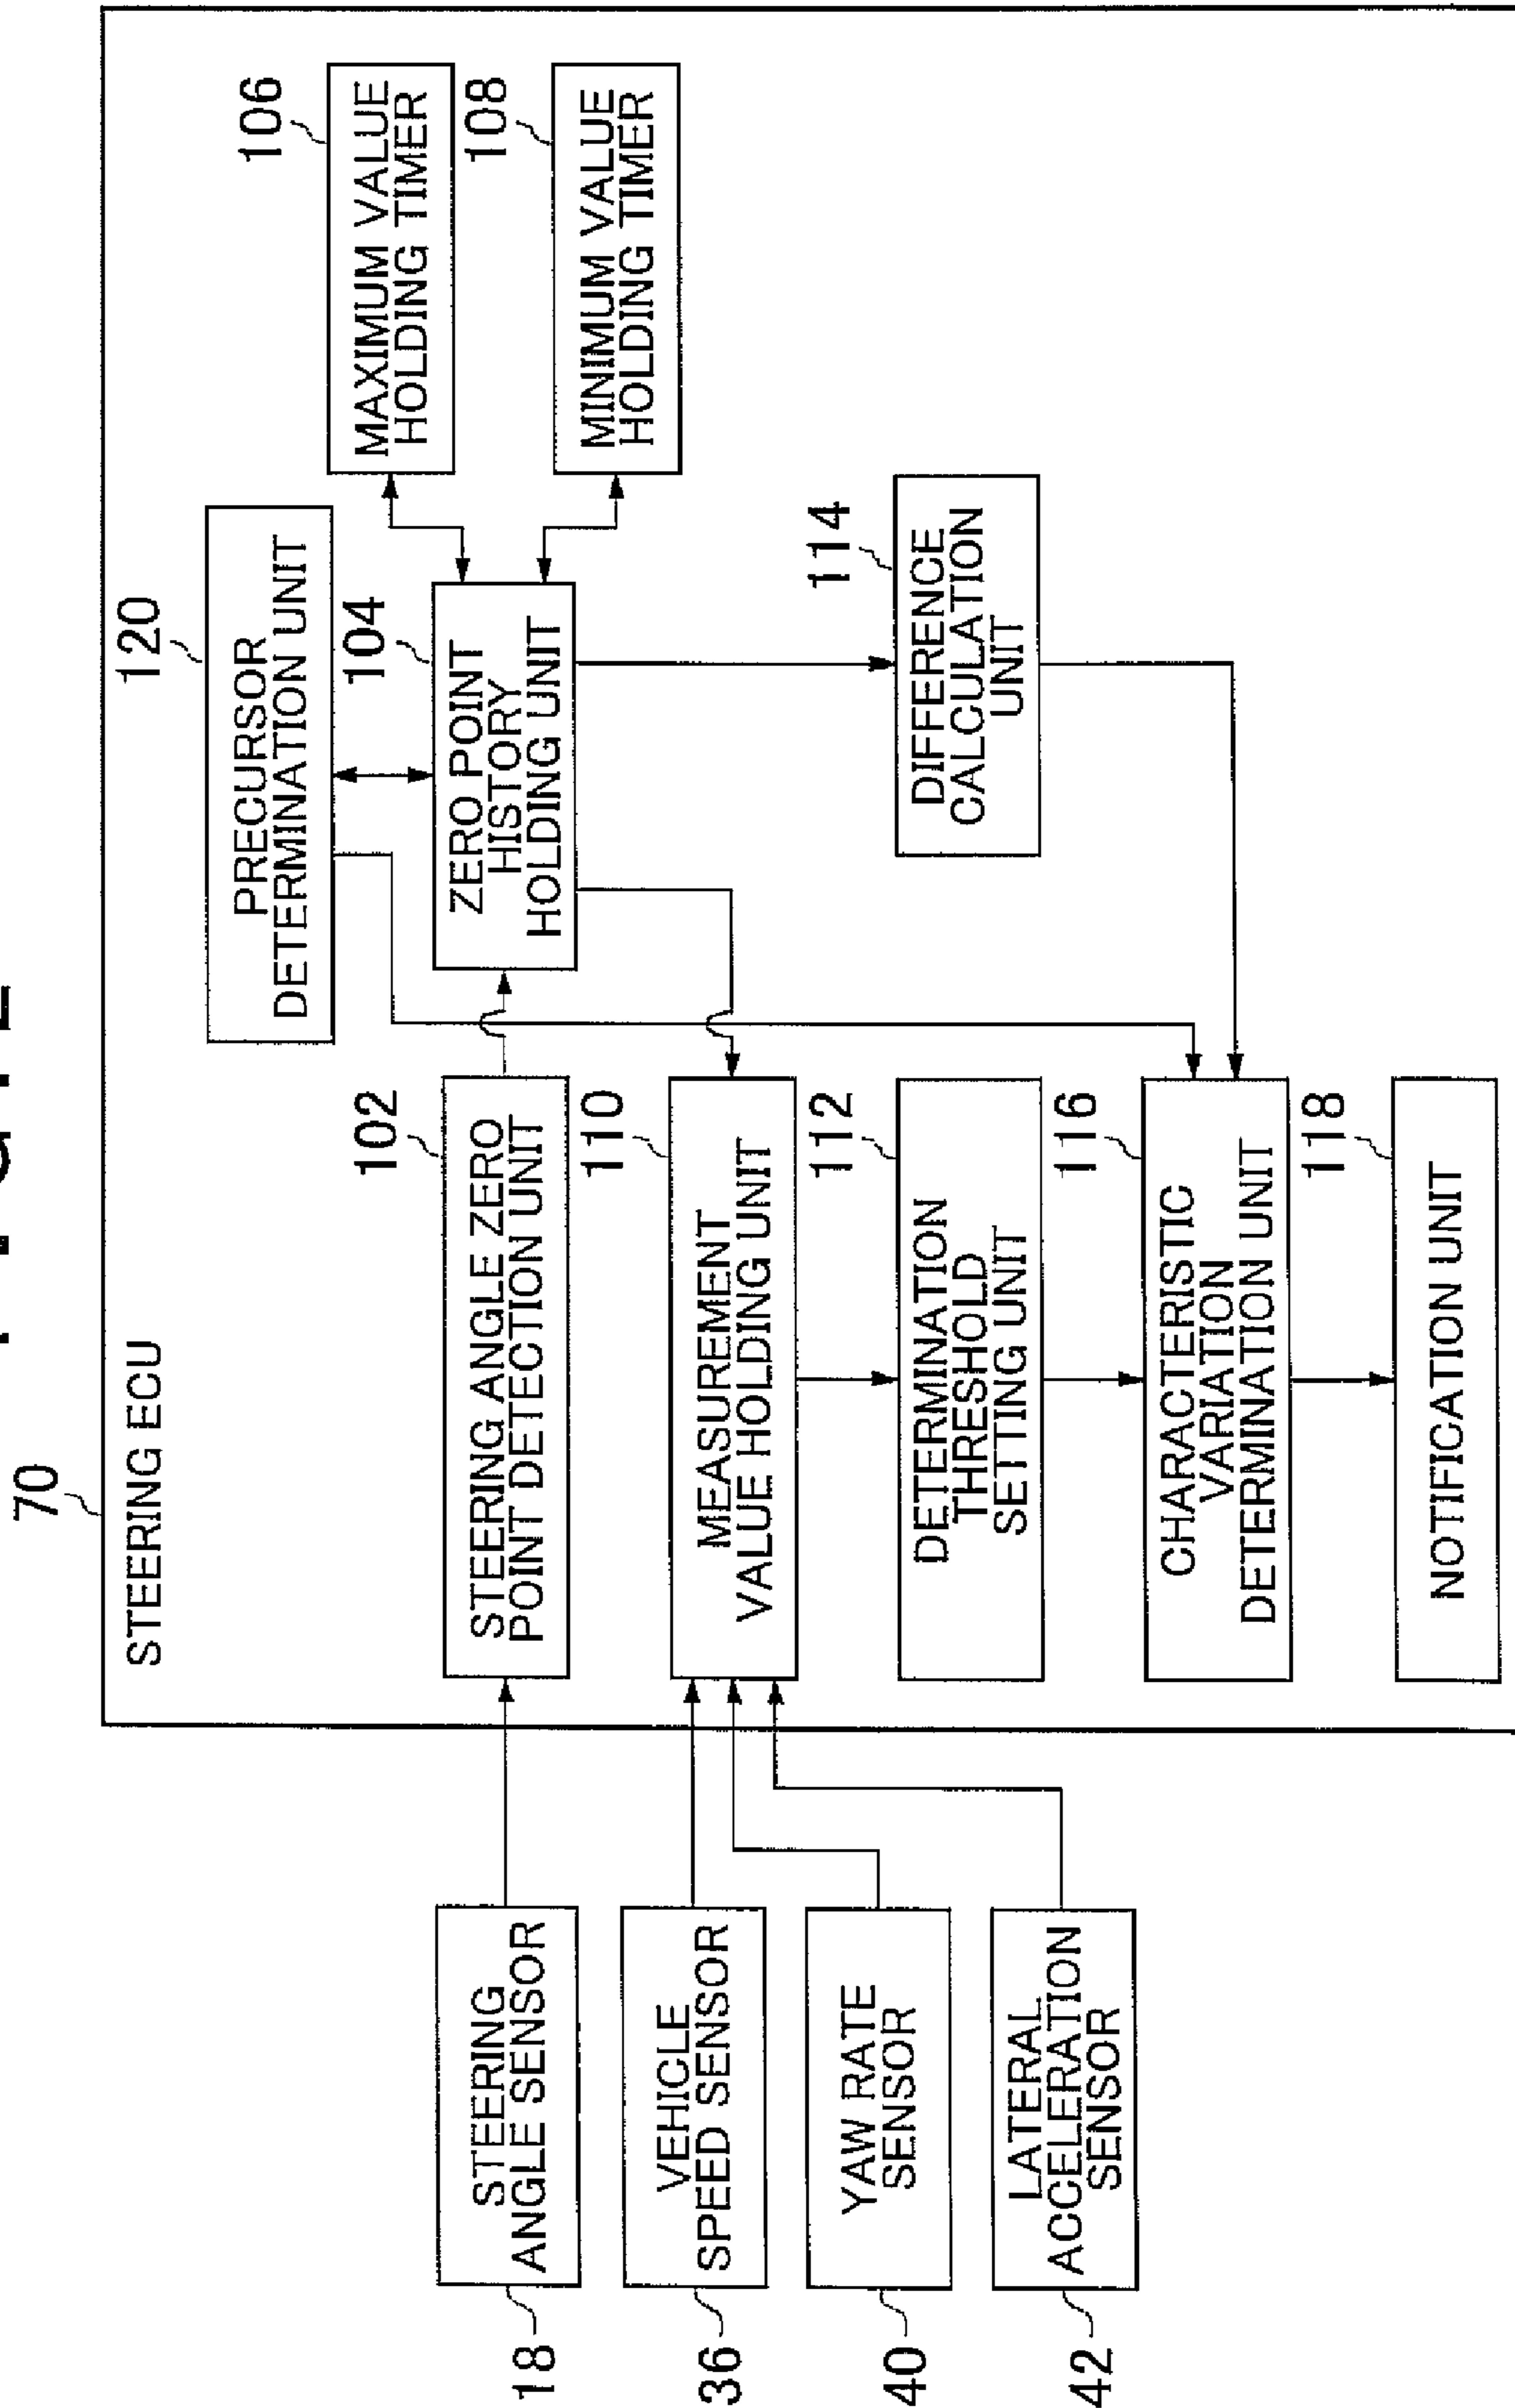 70
STEERING ECU
120
PRECURSOR
DETERMINATION UNIT
106
MAXIMUM VALUE
HOLDING TIMER
102
STEERING ANGLE ZERO
POINT DETECTION UNIT
104
ZERO POINT
HISTORY
HOLDING UNIT
108
MINIMUM VALUE
HOLDING TIMER
18
STEERING
ANGLE SENSOR
36
VEHICLE
SPEED SENSOR
40
YAW RATE
SENSOR
42
LATERAL
ACCELERATION
SENSOR
110
MEASUREMENT
VALUE HOLDING UNIT
112
DETERMINATION
THRESHOLD
SETTING UNIT
114
DIFFERENCE
CALCULATION
UNIT
116
CHARACTERISTIC
VARIATION
DETERMINATION UNIT
118
NOTIFICATION UNIT